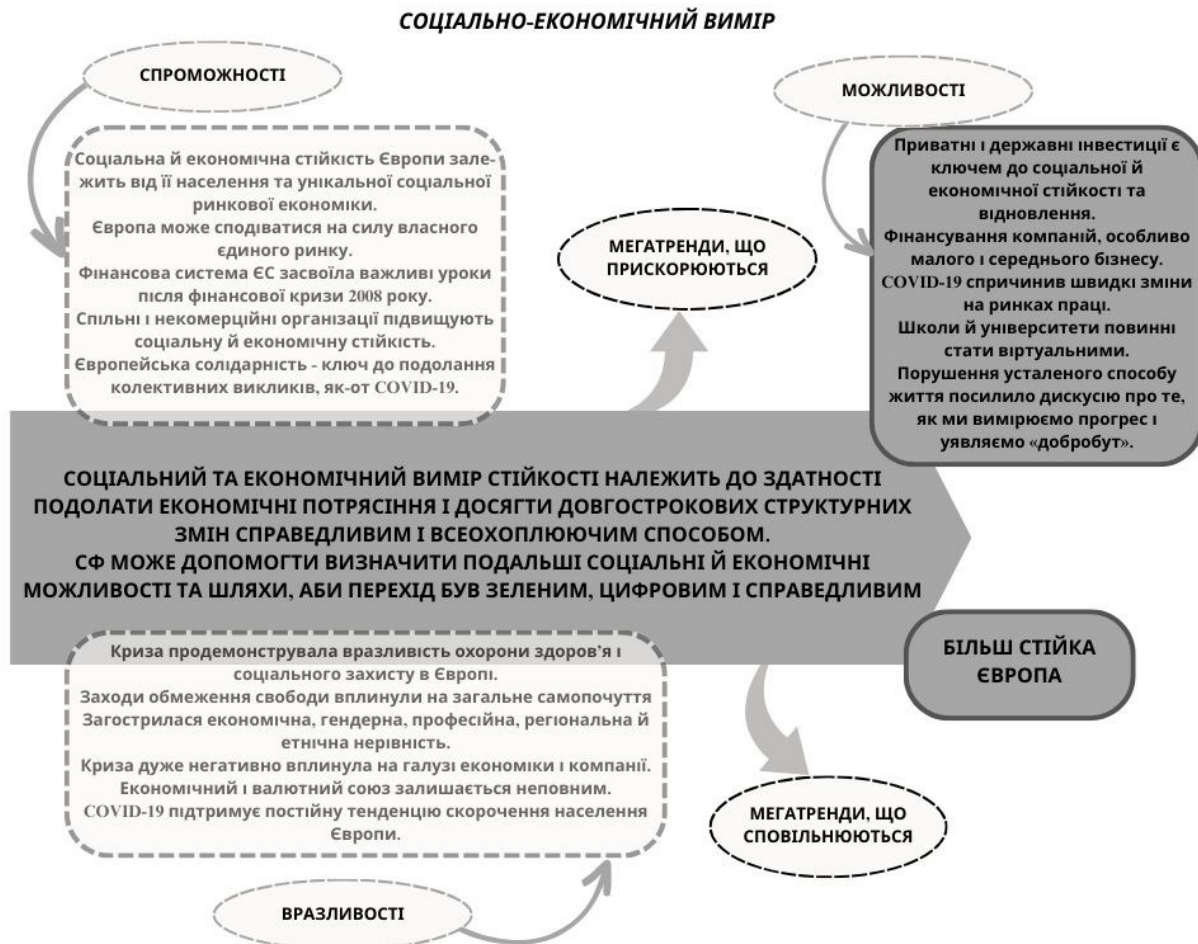 СОЦІАЛЬНО-ЕКОНОМІЧНИЙ ВИМІР
СПРОМОЖНОСТІ
Соціальна й економічна стійкість Європи зале-
жить від її населення та унікальної соціальної
ринкової економіки.
Європа може сподіватися на силу власного
єдиного ринку.
Фінансова система ЄС засвоїла важливі уроки
після фінансової кризи 2008 року.
Спільні і некомерційні організації підвищують
соціальну й економічну стійкість.
Європейська солідарність - ключ до подолання
колективних викликів, як-от COVID-19.
МЕГАТРЕНДИ, ЩО
ПРИСКОРЮЮТЬСЯ
МОЖЛИВОСТІ
Приватні і державні інвестиції є
ключем до соціальної й
економічної стійкості та
відновлення.
Фінансування компаній, особливо
малого і середнього бізнесу.
COVID-19 спричинив швидкі зміни
на ринках праці.
Школи й університети повинні
стати віртуальними.
Порушення усталеного способу
життя посилило дискусію про те,
як ми вимірюємо прогрес і
уявляємо «добробут».
СОЦІАЛЬНИЙ ТА ЕКОНОМІЧНИЙ ВИМІР СТІЙКОСТІ НАЛЕЖИТЬ ДО ЗДАТНОСТІ
ПОДОЛАТИ ЕКОНОМІЧНІ ПОТРЯСІННЯ І ДОСЯГТИ ДОВГОСТРОКОВИХ СТРУКТУРНИХ
ЗМІН СПРАВЕДЛИВИМ І ВСЕОХОПЛЮЮЧИМ СПОСОБОМ.
СФ МОЖЕ ДОПОМОГТИ ВИЗНАЧИТИ ПОДАЛЬШІ СОЦІАЛЬНІ Й ЕКОНОМІЧНІ
МОЖЛИВОСТІ ТА ШЛЯХИ, АБИ ПЕРЕХІД БУВ ЗЕЛЕНИМ, ЦИФРОВИМ І СПРАВЕДЛИВИМ
БІЛЬШ СТІЙКА
ЄВРОПА
Криза продемонструвала вразливість охорони здоров’я і
соціального захисту в Європі.
Заходи обмеження свободи вплинули на загальне самопочуття
Загострилася економічна, гендерна, професійна, регіональна й
етнічна нерівність.
Криза дуже негативно вплинула на галузі економіки і компанії.
Економічний і валютний союз залишається неповним.
COVID-19 підтримує постійну тенденцію скорочення населення
Європи.
МЕГАТРЕНДИ, ЩО
СПОВІЛЬНЮЮТЬСЯ
ВРАЗЛИВОСТІ